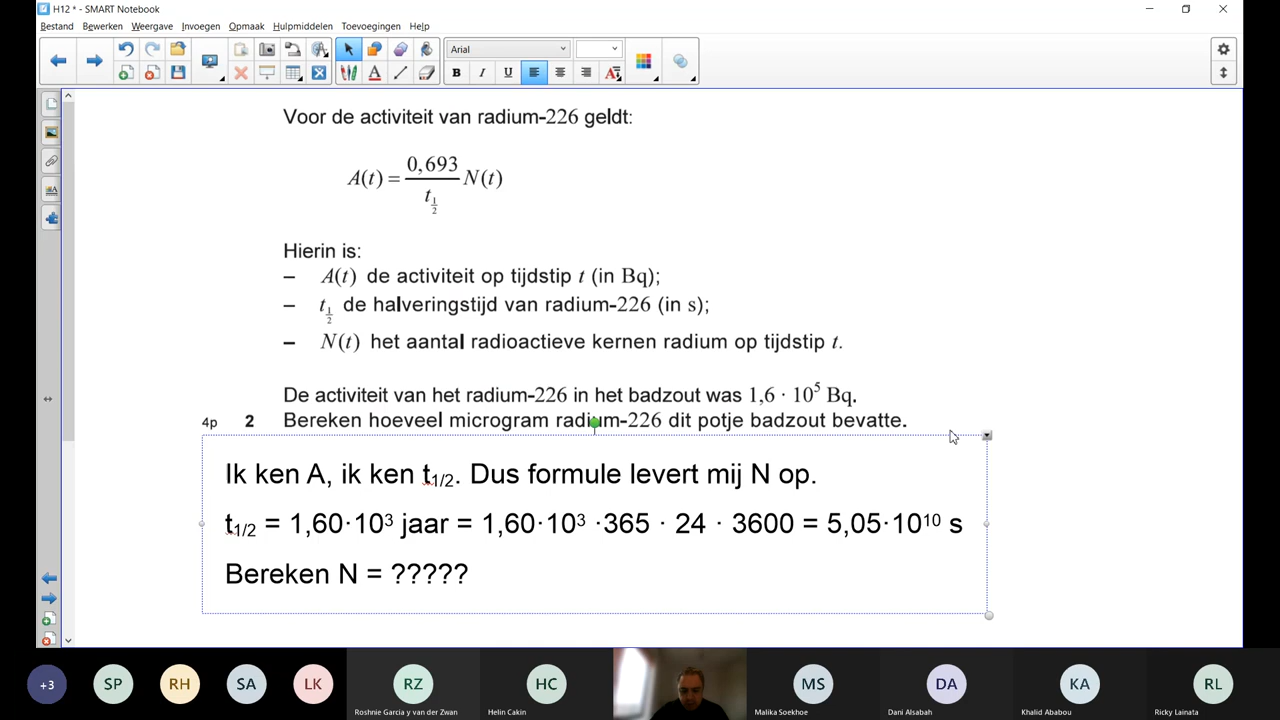 H12 * - SMART Notebook
Bestand Bewerken Weergave Invoegen Opmaak Hulpmiddelen Toevoegingen Help
Arial
B I U
Voor de activiteit van radium-226 geldt:
A(t) = 0,693 / t½ N(t)
Hierin is:
– A(t) de activiteit op tijdstip t (in Bq);
– t½ de halveringstijd van radium-226 (in s);
– N(t) het aantal radioactieve kernen radium op tijdstip t.
De activiteit van het radium-226 in het badzout was 1,6 · 10⁵ Bq.
4p 2 Bereken hoeveel microgram radium-226 dit potje badzout bevatte.
Ik ken A, ik ken t1/2. Dus formule levert mij N op.
t1/2 = 1,60·10³ jaar = 1,60·10³ ·365 · 24 · 3600 = 5,05·10¹⁰ s
Bereken N = ?????
+3 SP RH SA LK RZ HC MS DA KA RL
Roshnie Garcia y van der Zwan Helin Cakin Malika Soekhoe Dani Alsabah Khalid Ababou Ricky Lainata